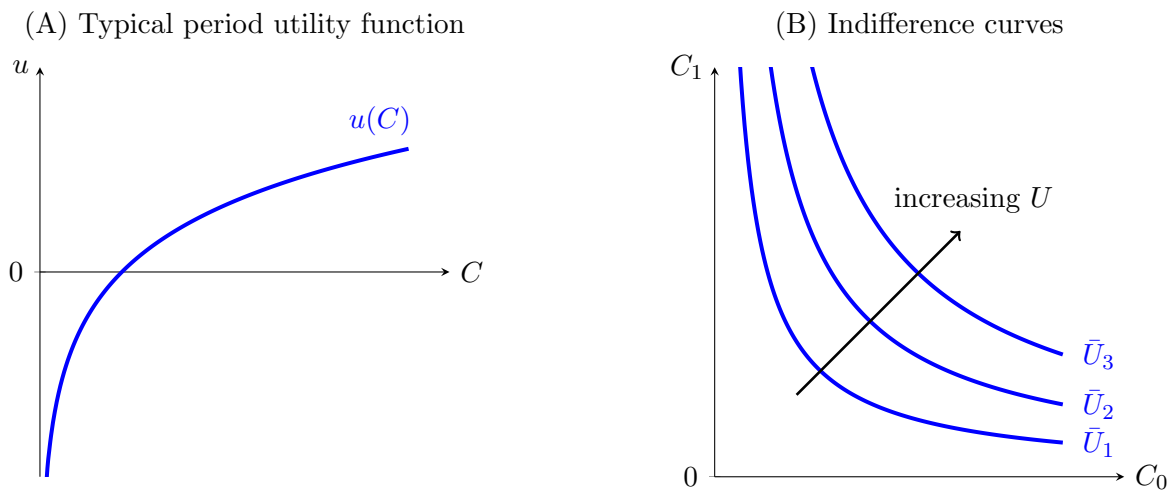 (A) Typical period utility function
u
u(C)
0
C
(B) Indifference curves
C₁
increasing U
Ū₃
Ū₂
Ū₁
0
C₀